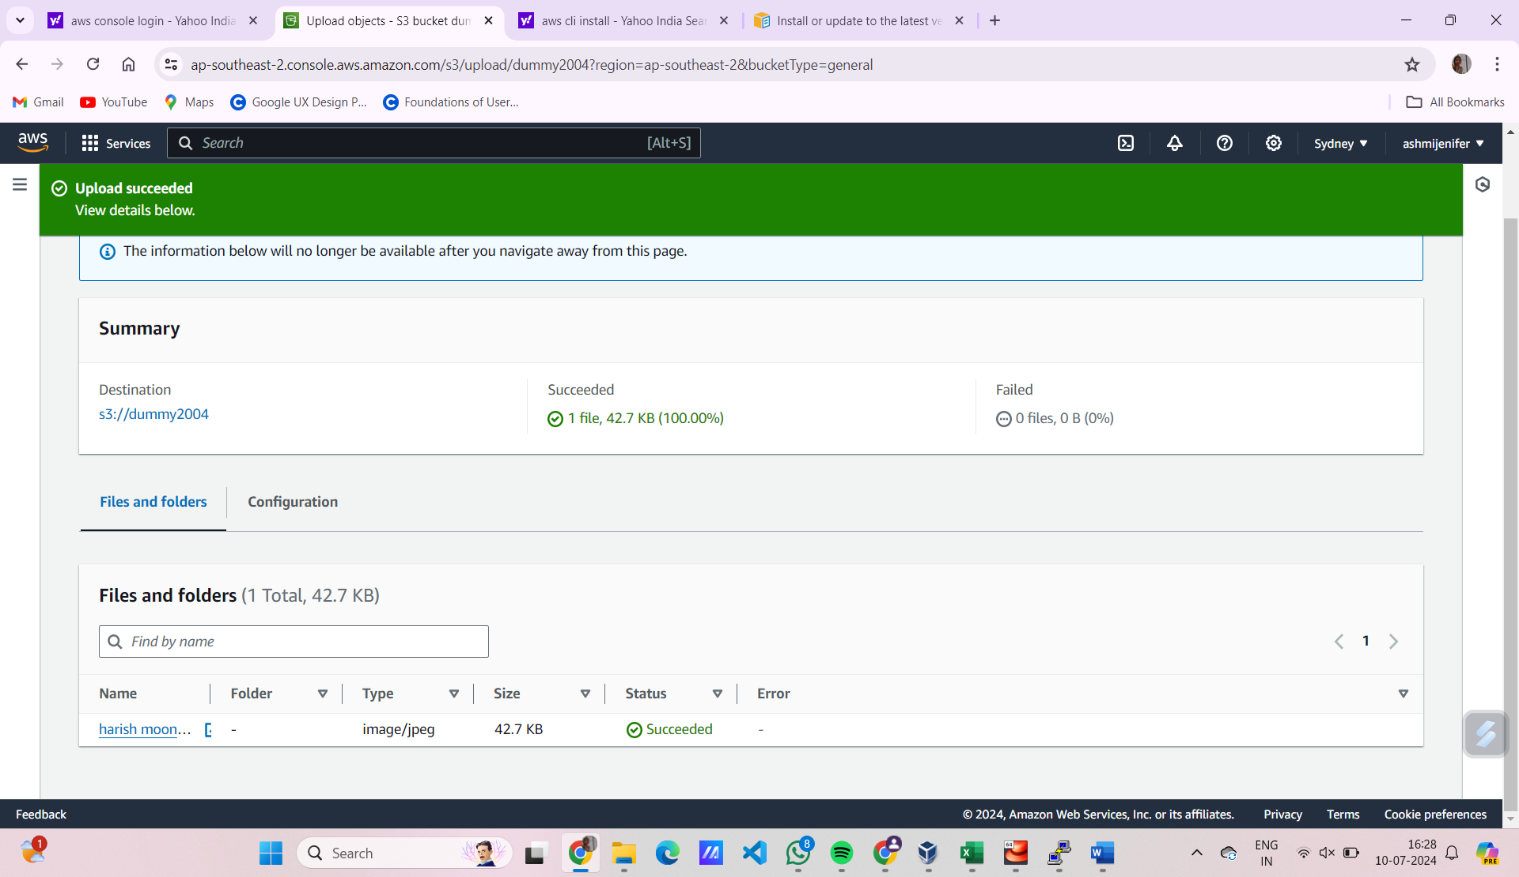 aws console login - Yahoo India
Upload objects - S3 bucket dum
aws cli install - Yahoo India Sea
Install or update to the latest ve
ap-southeast-2.console.aws.amazon.com/s3/upload/dummy2004?region=ap-southeast-2&bucketType=general
Gmail YouTube Maps Google UX Design P... Foundations of User... All Bookmarks
aws Services Search [Alt+S] Sydney ashmijenifer
Upload succeeded
View details below.
The information below will no longer be available after you navigate away from this page.
Summary
Destination Succeeded Failed
s3://dummy2004 1 file, 42.7 KB (100.00%) 0 files, 0 B (0%)
Files and folders Configuration
Files and folders (1 Total, 42.7 KB)
Find by name 1
Name Folder Type Size Status Error
harish moon... - image/jpeg 42.7 KB Succeeded -
Feedback © 2024, Amazon Web Services, Inc. or its affiliates. Privacy Terms Cookie preferences
1 Search 8 ENG 16:28
IN 10-07-2024 PRE